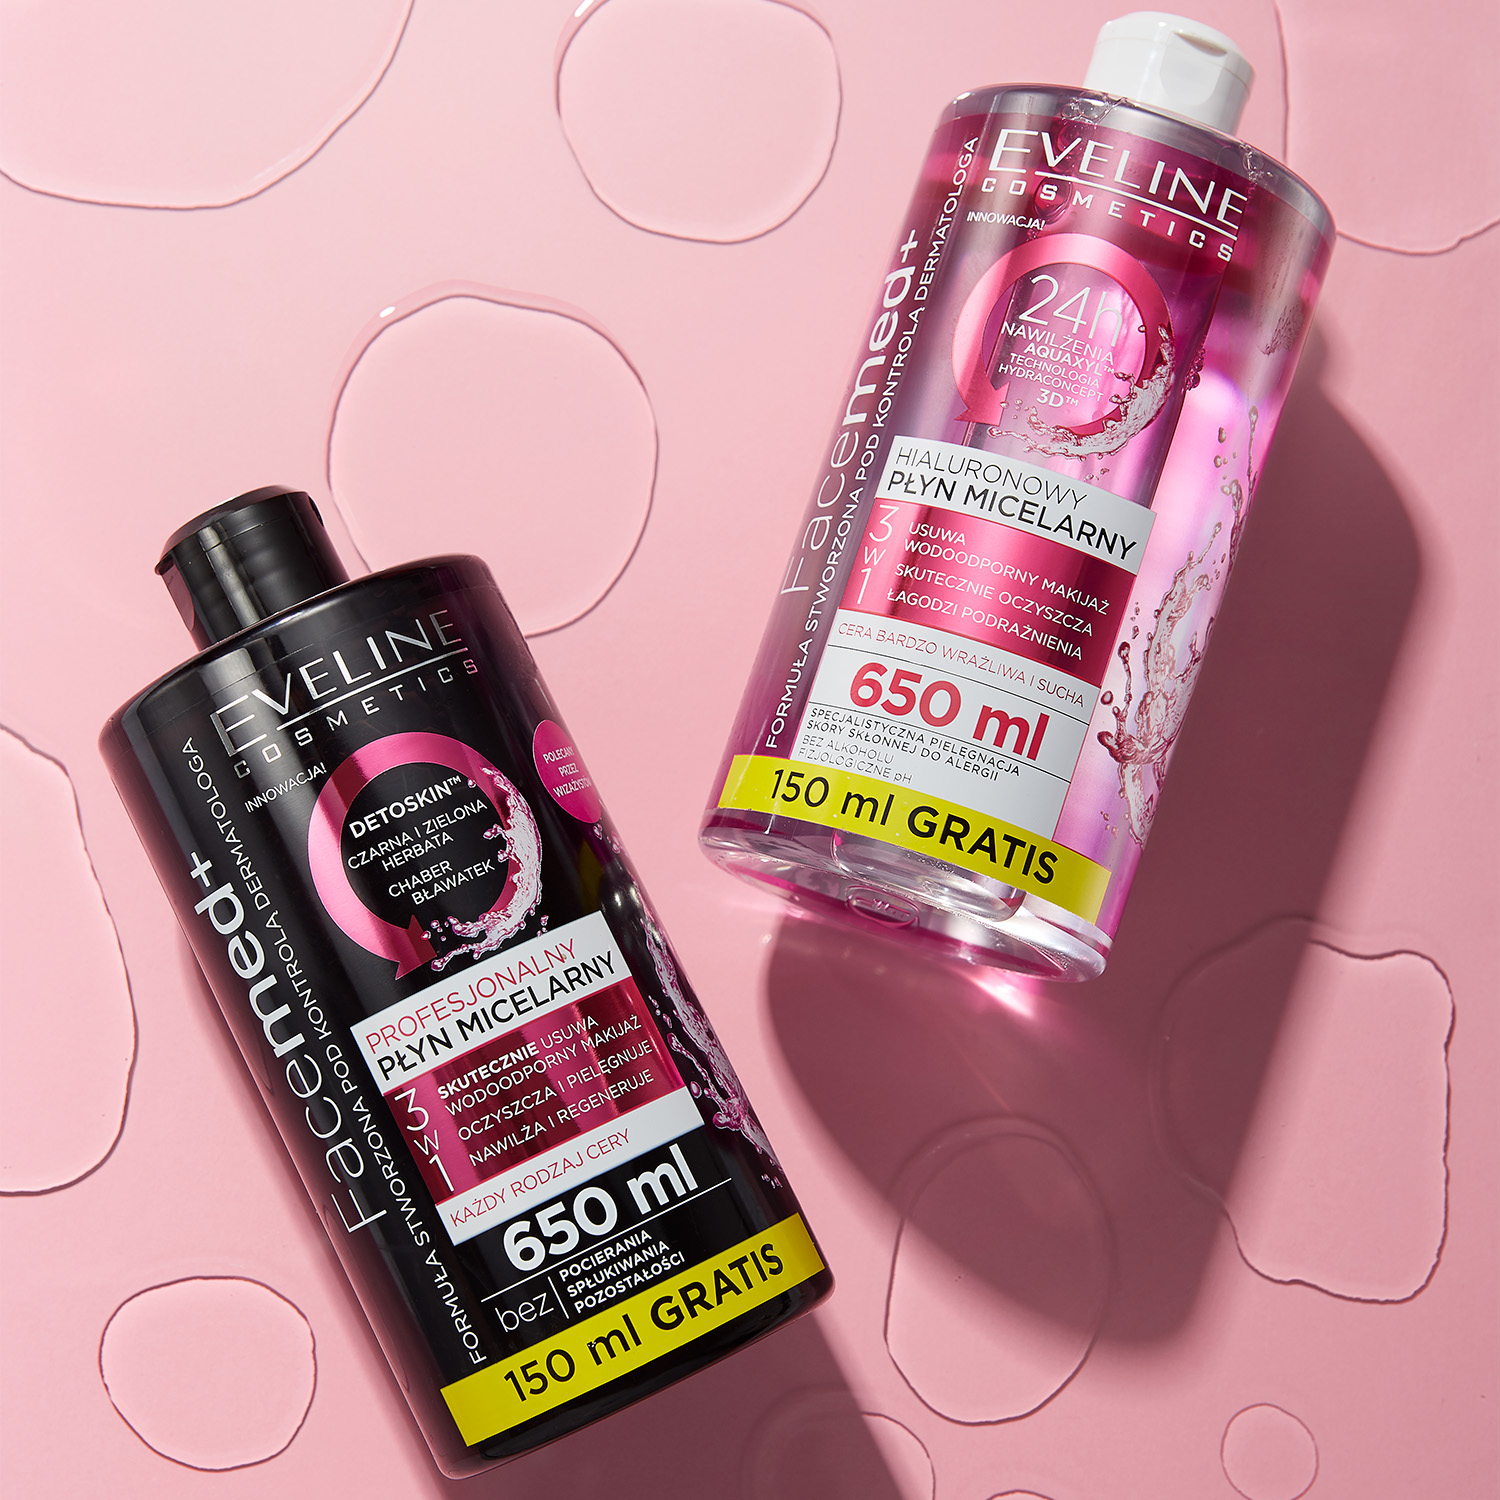 EVELINE
COSMETICS
INNOWACJA!
Facemed+
FORMUŁA STWORZONA POD KONTROLĄ DERMATOLOGA
24h
NAWILŻENIA
AQUAXYL™
TECHNOLOGIA
HYDRACONCEPT
3D™
HIALURONOWY
PŁYN MICELARNY
3
W
1
USUWA
WODOODPORNY MAKIJAŻ
SKUTECZNIE OCZYSZCZA
ŁAGODZI PODRAŻNIENIA
CERA BARDZO WRAŻLIWA I SUCHA
650 ml
SPECJALISTYCZNA PIELĘGNACJA
SKÓRY SKŁONNEJ DO ALERGII
BEZ ALKOHOLU
FIZJOLOGICZNE pH
150 ml GRATIS
EVELINE
COSMETICS
INNOWACJA!
Facemed+
FORMUŁA STWORZONA POD KONTROLĄ DERMATOLOGA
DETOSKIN™
CZARNA I ZIELONA
HERBATA
CHABER
BŁAWATEK
POLECANY
PRZEZ
PROFESJONALNY
PŁYN MICELARNY
3
W
1
SKUTECZNIE USUWA
WODOODPORNY MAKIJAŻ
OCZYSZCZA I PIELĘGNUJE
NAWILŻA I REGENERUJE
KAŻDY RODZAJ CERY
650 ml
bez
POCIERANIA
SPŁUKIWANIA
POZOSTAŁOŚCI
150 ml GRATIS